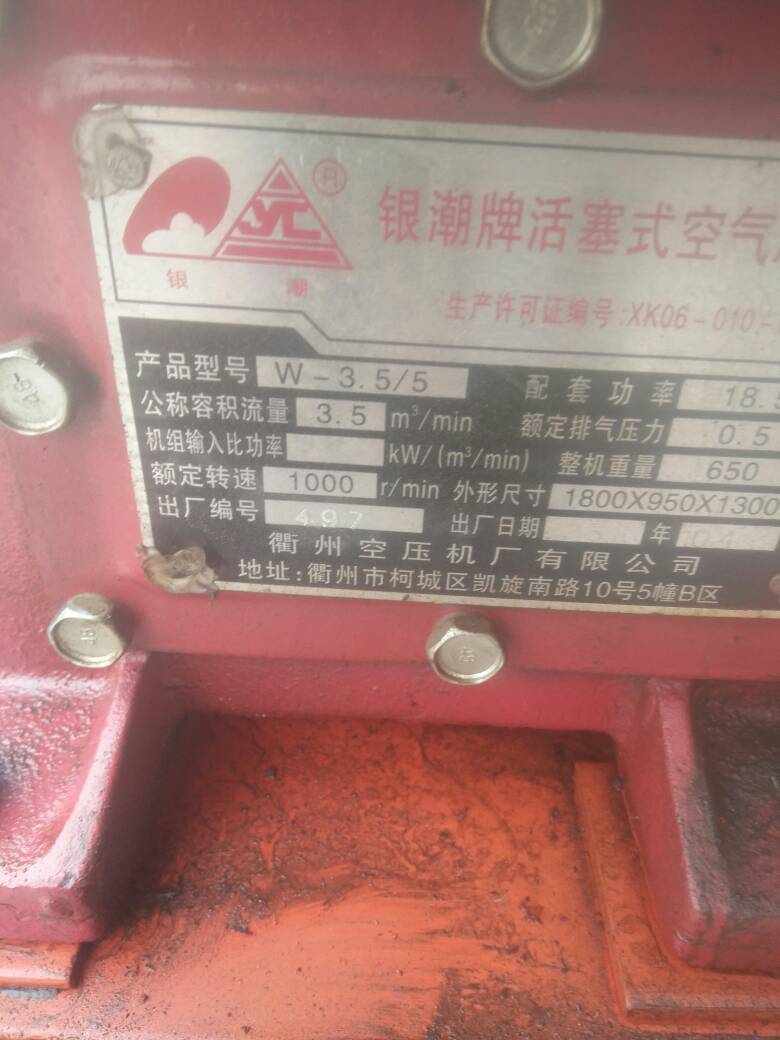 YC ®
银 潮
银潮牌活塞式空气
生产许可证编号:XK06-010-
产品型号 W-3.5/5 配套功率 18.5
公称容积流量 3.5 m³/min 额定排气压力 0.5
机组输入比功率 kW/(m³/min) 整机重量 650
额定转速 1000 r/min 外形尺寸 1800X950X1300
出厂编号 497 出厂日期 年
衢州空压机厂有限公司
地址:衢州市柯城区凯旋南路10号5幢B区